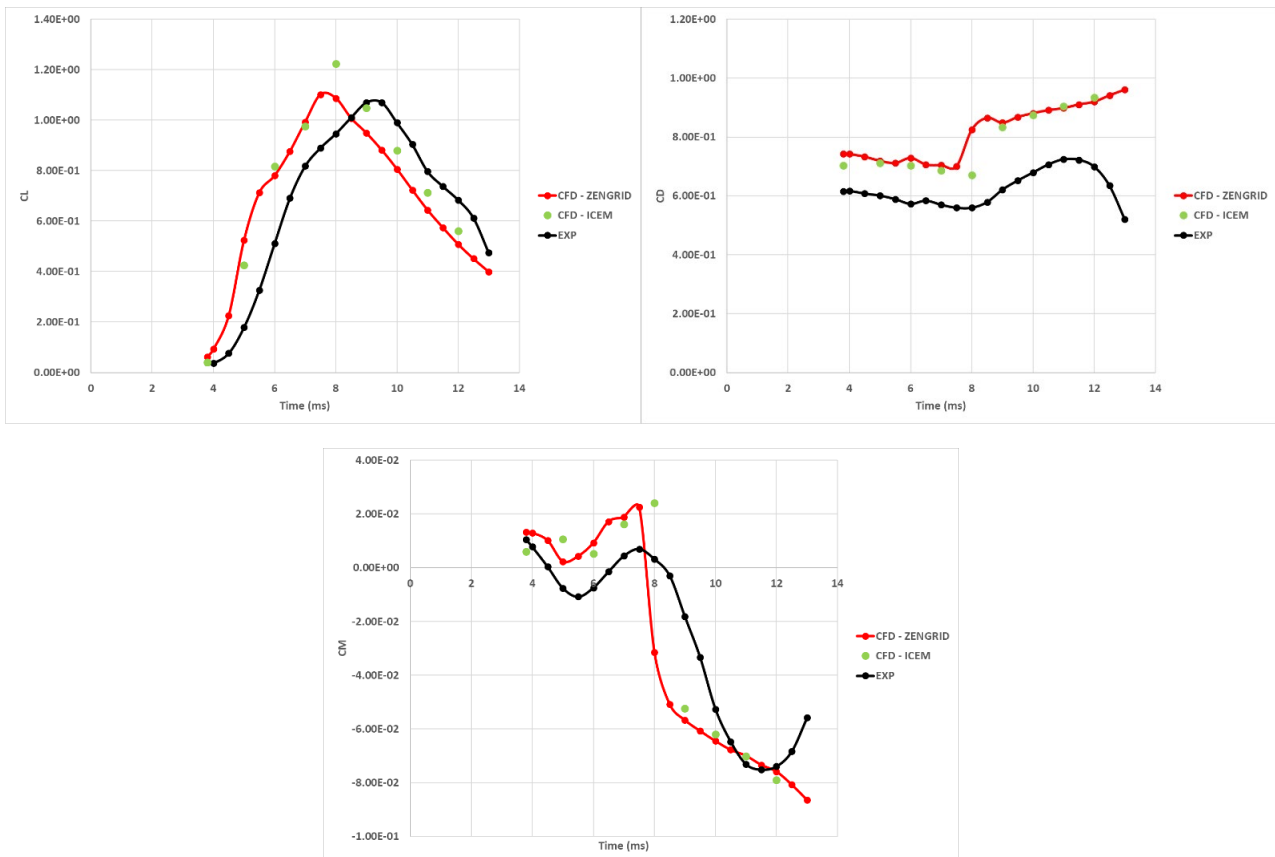 1.40E+00
1.20E+00
1.00E+00
8.00E-01
6.00E-01
4.00E-01
2.00E-01
0.00E+00
CL
0 2 4 6 8 10 12 14
Time (ms)
CFD - ZENGRID
CFD - ICEM
EXP
1.20E+00
1.00E+00
8.00E-01
6.00E-01
4.00E-01
2.00E-01
0.00E+00
CD
0 2 4 6 8 10 12 14
Time (ms)
CFD - ZENGRID
CFD - ICEM
EXP
4.00E-02
2.00E-02
0.00E+00
-2.00E-02
-4.00E-02
-6.00E-02
-8.00E-02
-1.00E-01
CM
0 2 4 6 8 10 12 14
Time (ms)
CFD - ZENGRID
CFD - ICEM
EXP